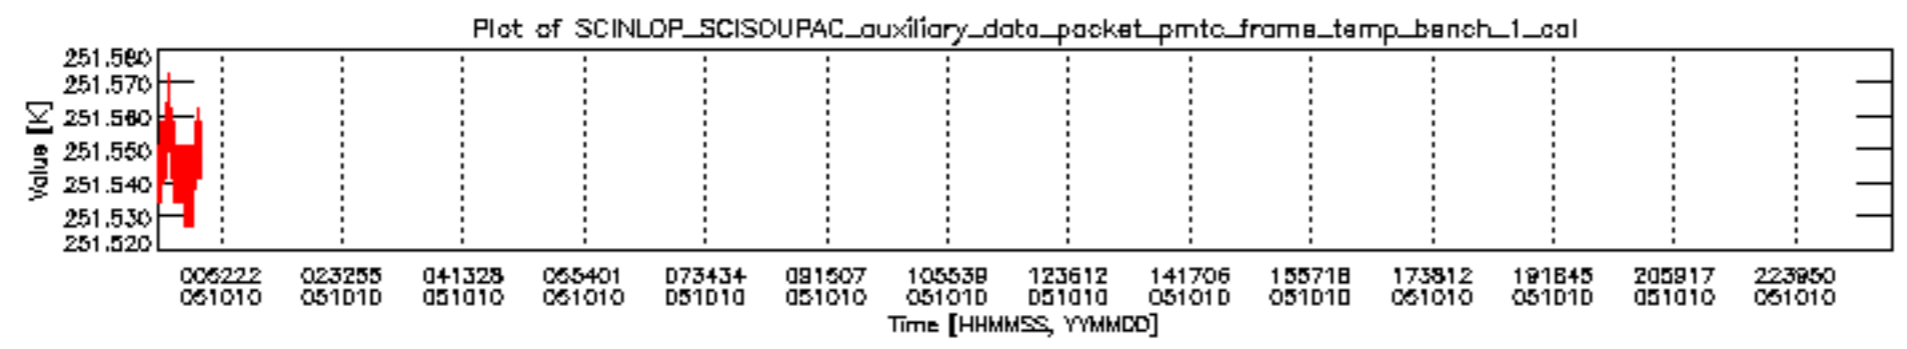 Plot of SCINLOP_SCISOUPAC_auxiliary_data_packet_pmtc_frame_temp_bench_1_cal
Value [K]
251.580
251.570
251.560
251.550
251.540
251.530
251.520
005222 023255 041328 055401 073434 091507 105539 123612 141706 155718 173812 191845 205917 223950
051010 051010 051010 051010 051010 051010 051010 051010 051010 051010 051010 051010 051010 051010
Time [HHMMSS, YYMMDD]